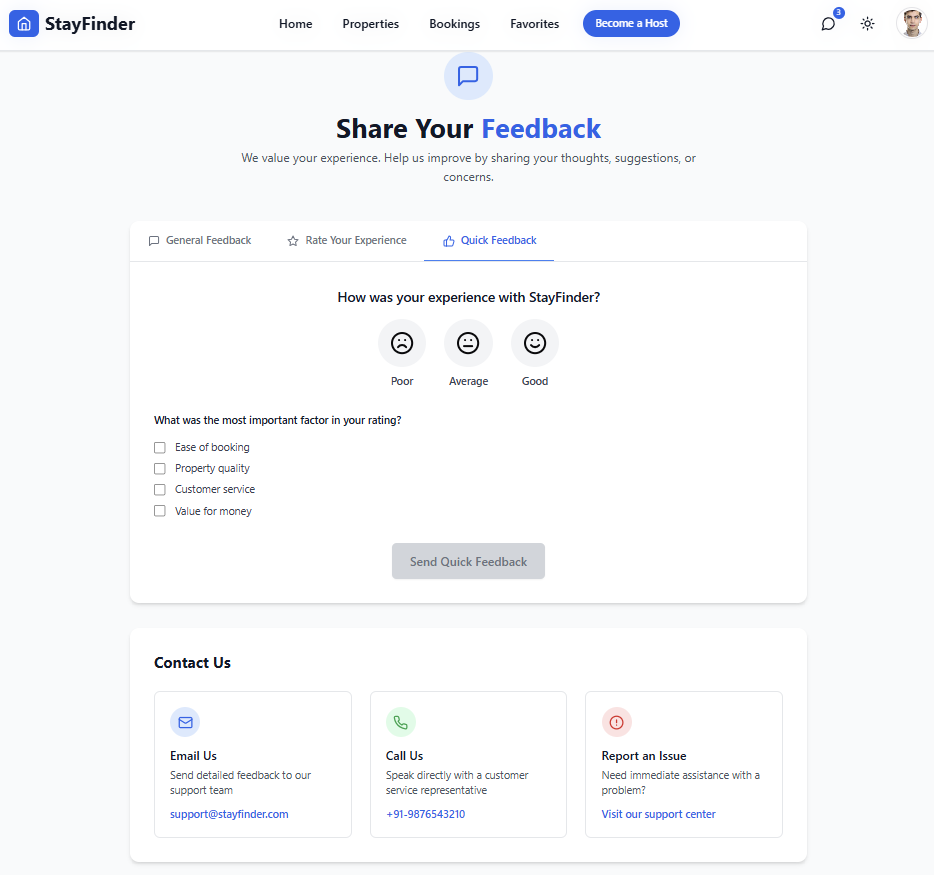 StayFinder
Home Properties Bookings Favorites Become a Host 3
Share Your Feedback
We value your experience. Help us improve by sharing your thoughts, suggestions, or
concerns.
General Feedback Rate Your Experience Quick Feedback
How was your experience with StayFinder?
Poor Average Good
What was the most important factor in your rating?
Ease of booking
Property quality
Customer service
Value for money
Send Quick Feedback
Contact Us
Email Us
Send detailed feedback to our
support team
support@stayfinder.com
Call Us
Speak directly with a customer
service representative
+91-9876543210
Report an Issue
Need immediate assistance with a
problem?
Visit our support center